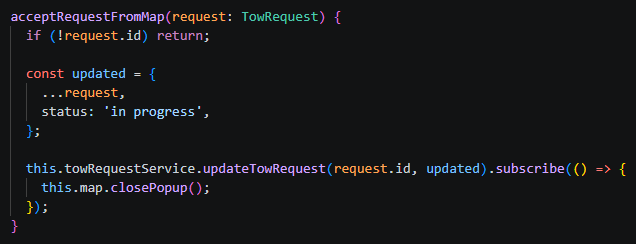 acceptRequestFromMap(request: TowRequest) {
  if (!request.id) return;

  const updated = {
    ...request,
    status: 'in progress',
  };

  this.towRequestService.updateTowRequest(request.id, updated).subscribe(() => {
    this.map.closePopup();
  });
}